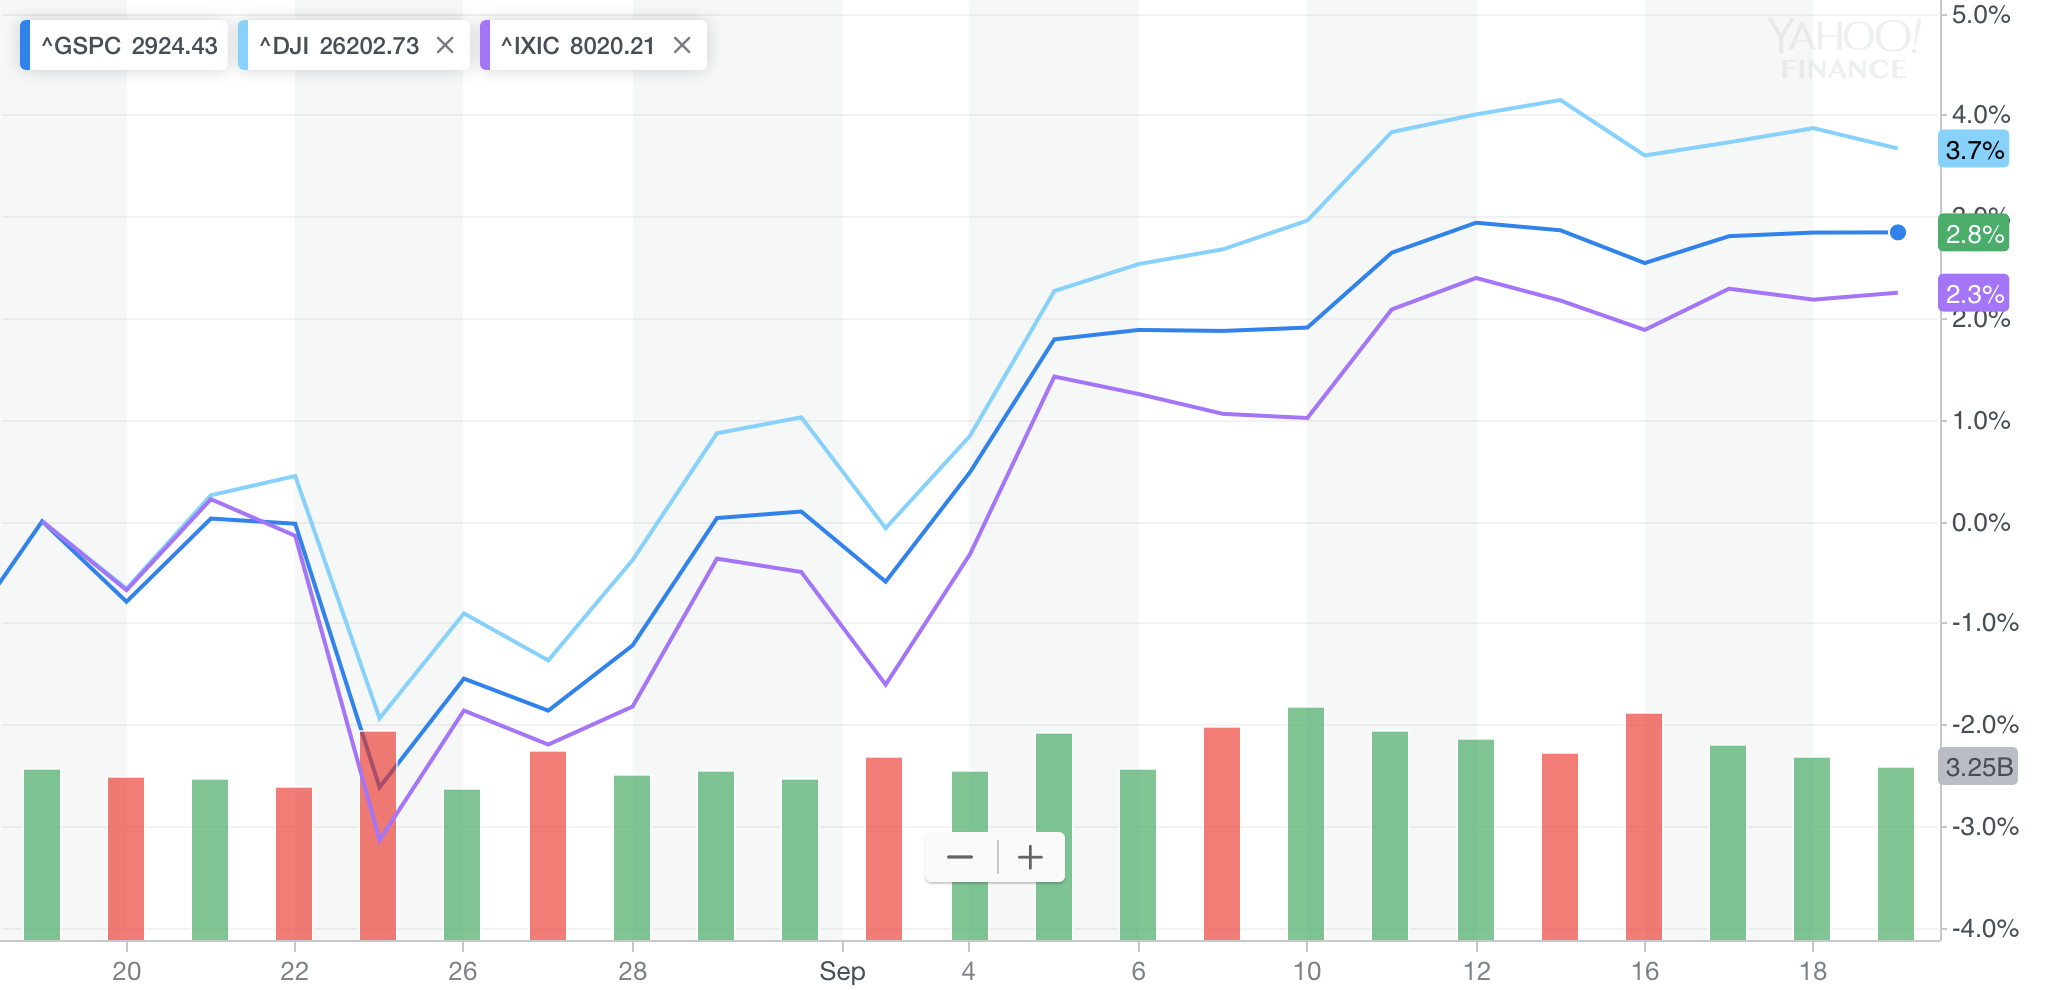 ^GSPC 2924.43
^DJI 26202.73
^IXIC 8020.21
YAHOO!
FINANCE
5.0%
4.0%
3.7%
3.0%
2.8%
2.3%
2.0%
1.0%
0.0%
-1.0%
-2.0%
3.25B
-3.0%
-4.0%
20 22 26 28 Sep 4 6 10 12 16 18